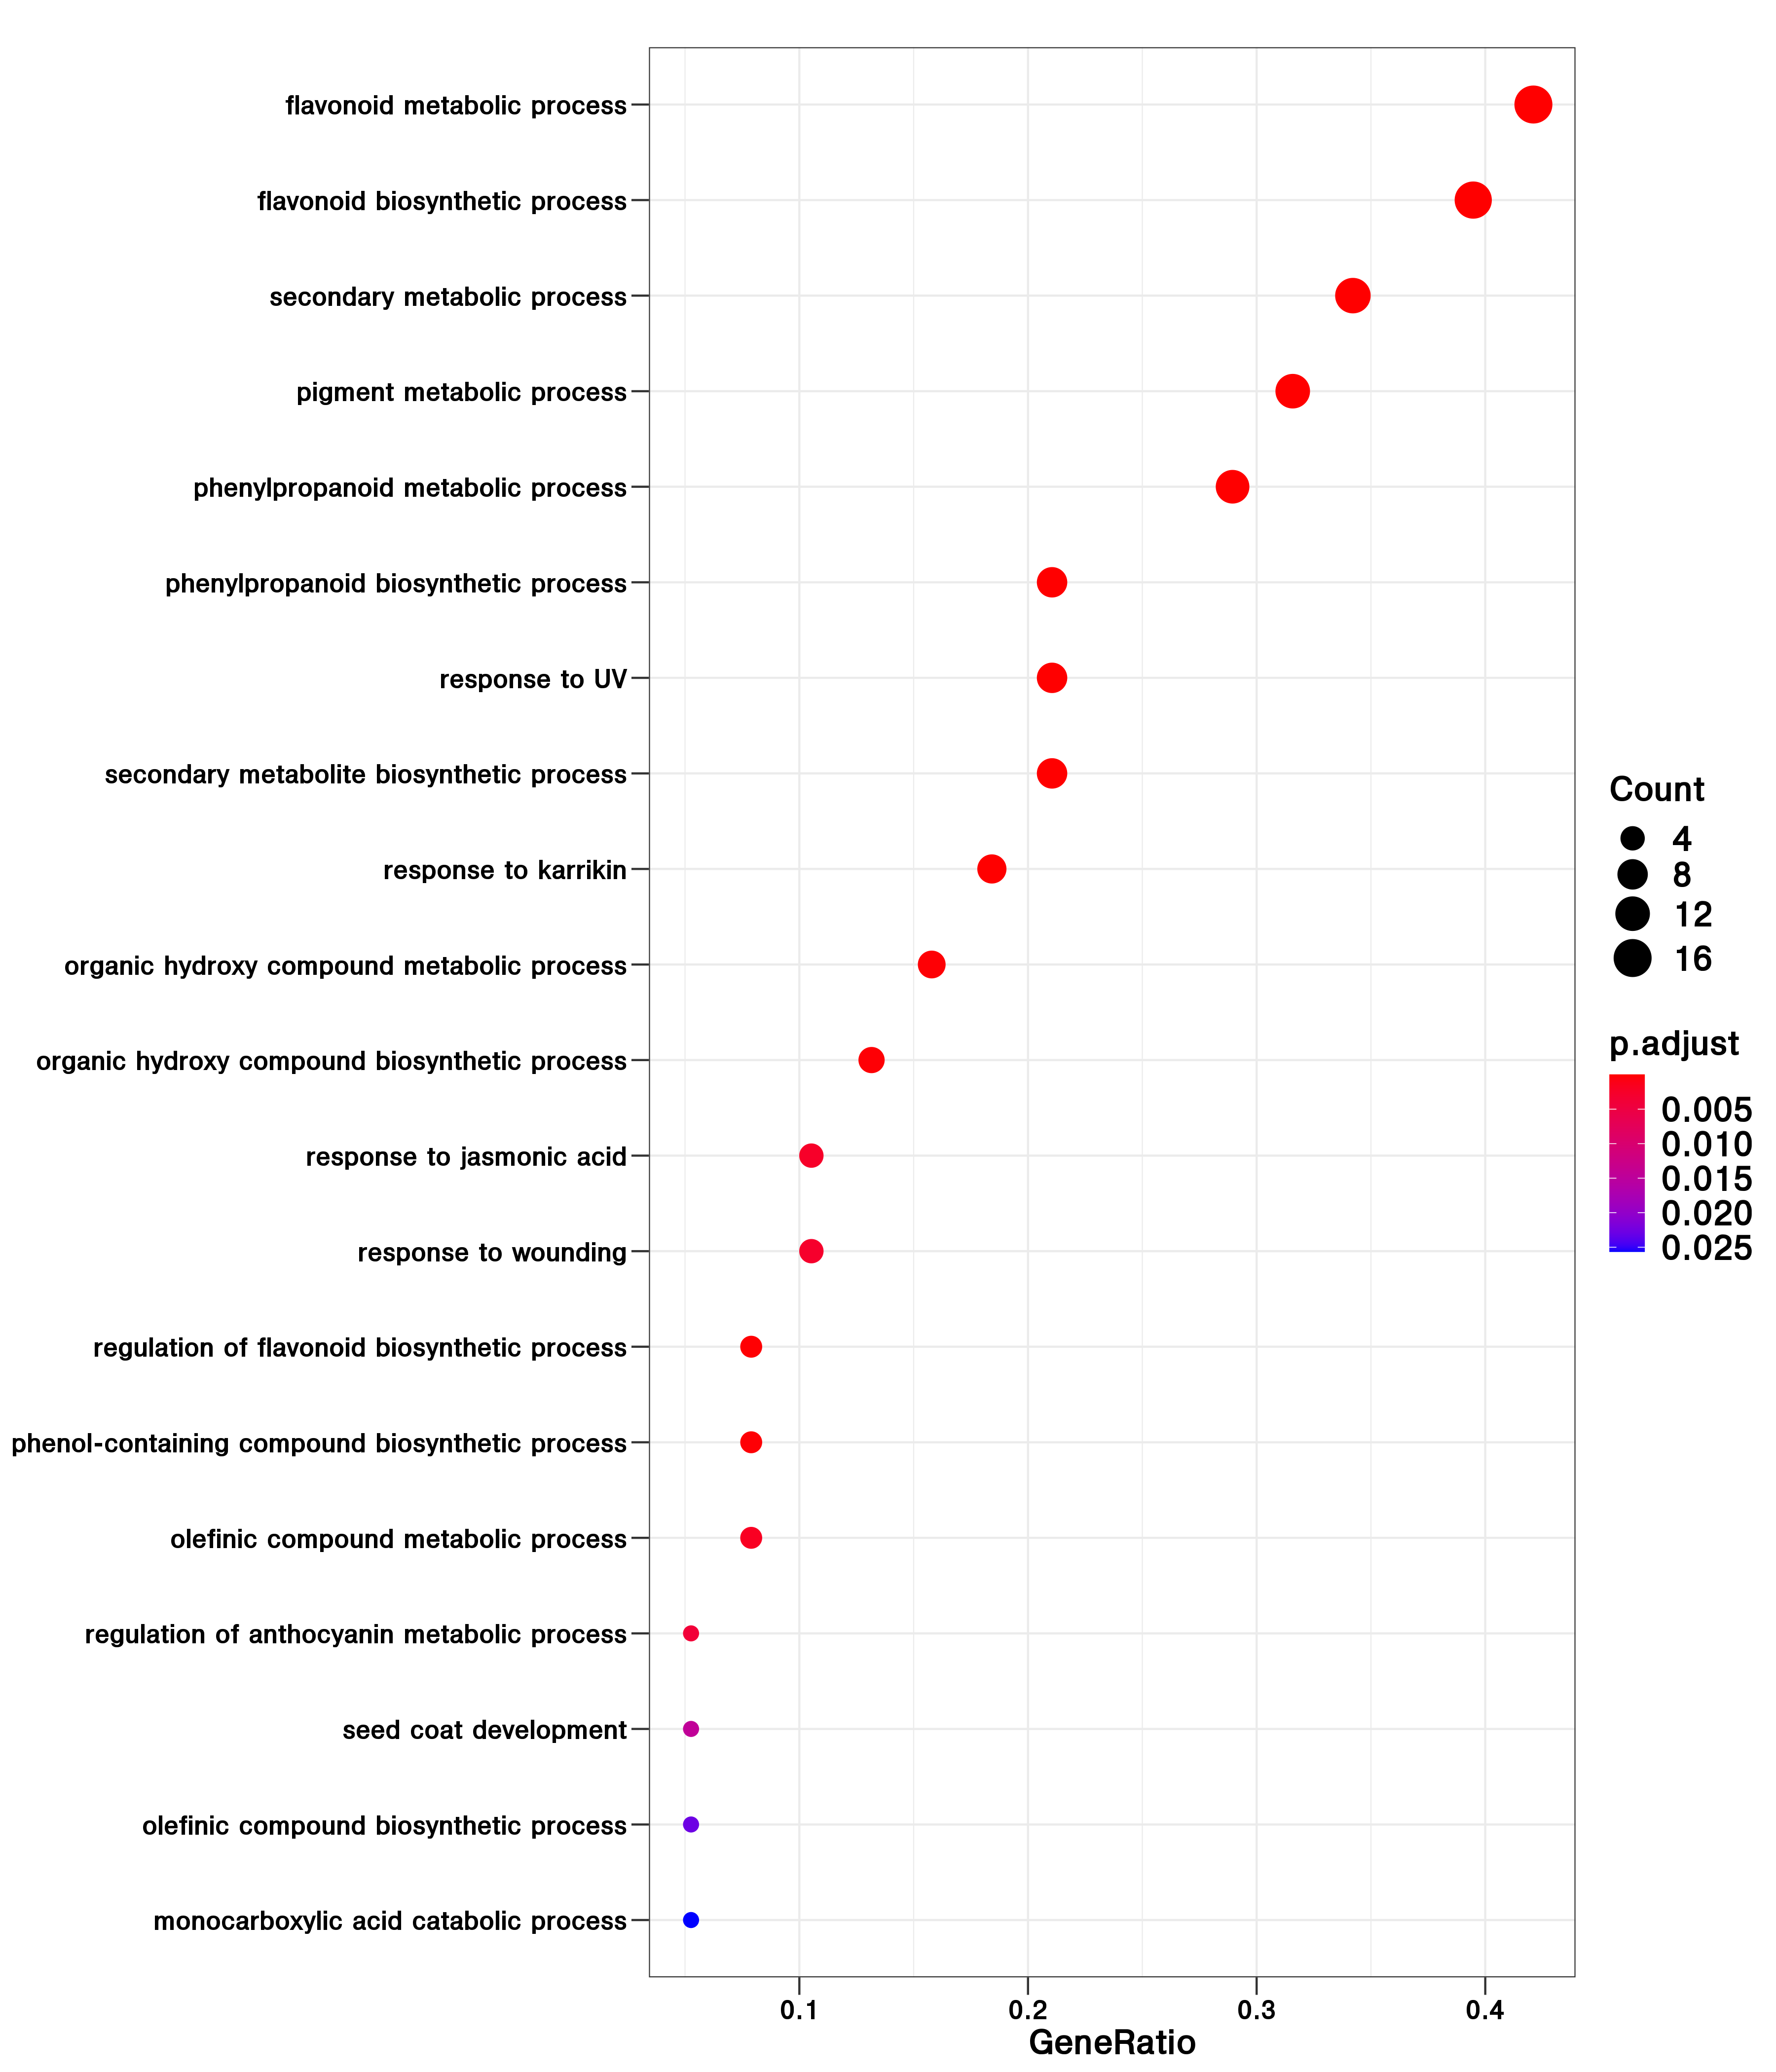 flavonoid metabolic process
flavonoid biosynthetic process
secondary metabolic process
pigment metabolic process
phenylpropanoid metabolic process
phenylpropanoid biosynthetic process
response to UV
secondary metabolite biosynthetic process
response to karrikin
organic hydroxy compound metabolic process
organic hydroxy compound biosynthetic process
response to jasmonic acid
response to wounding
regulation of flavonoid biosynthetic process
phenol-containing compound biosynthetic process
olefinic compound metabolic process
regulation of anthocyanin metabolic process
seed coat development
olefinic compound biosynthetic process
monocarboxylic acid catabolic process
0.1 0.2 0.3 0.4
GeneRatio
Count
4
8
12
16
p.adjust
0.005
0.010
0.015
0.020
0.025